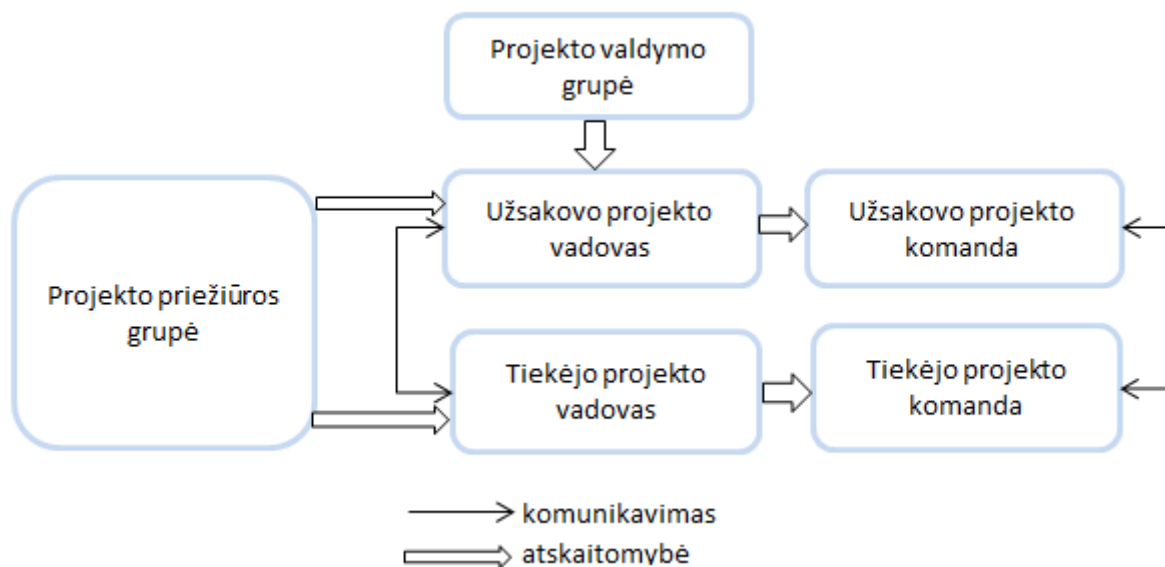 Projekto valdymo
grupė
Užsakovo projekto
vadovas
Užsakovo projekto
komanda
Projekto priežiūros
grupė
Tiekėjo projekto
vadovas
Tiekėjo projekto
komanda
komunikavimas
atskaitomybė